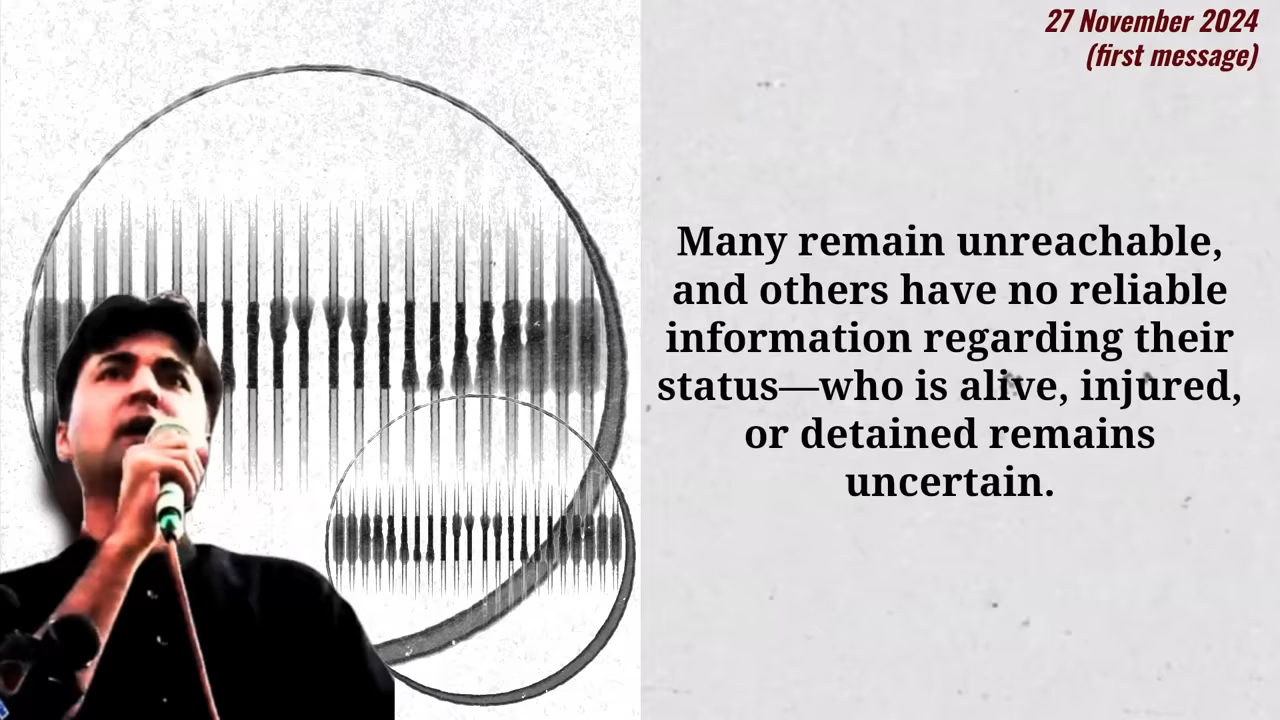 27 November 2024
(first message)
Many remain unreachable,
and others have no reliable
information regarding their
status—who is alive, injured,
or detained remains
uncertain.